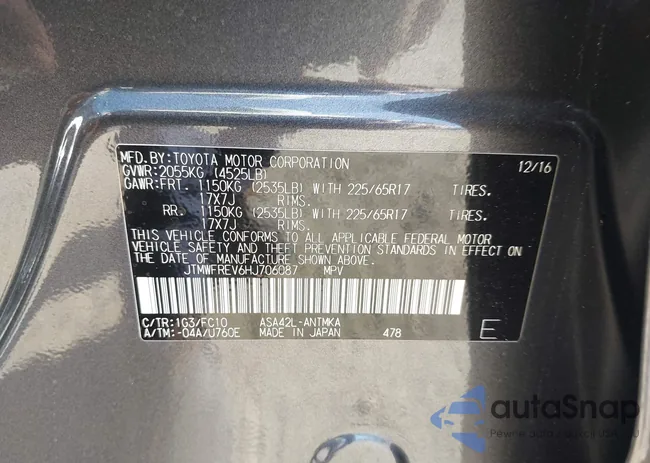 MFD.BY:TOYOTA MOTOR CORPORATION 12/16
GVWR:2055KG (4525LB)
GAWR:FRT. 1150KG (2535LB) WITH 225/65R17 TIRES.
17X7J RIMS.
RR. 1150KG (2535LB) WITH 225/65R17 TIRES.
17X7J RIMS.
THIS VEHICLE CONFORMS TO ALL APPLICABLE FEDERAL MOTOR
VEHICLE SAFETY AND THEFT PREVENTION STANDARDS IN EFFECT ON
THE DATE OF MANUFACTURE SHOWN ABOVE.
JTMWFREV6HJ706087 MPV
C/TR:1G3/FC10 ASA42L-ANTMKA
A/TM:-04A/U760E MADE IN JAPAN 478 E
autoSnap